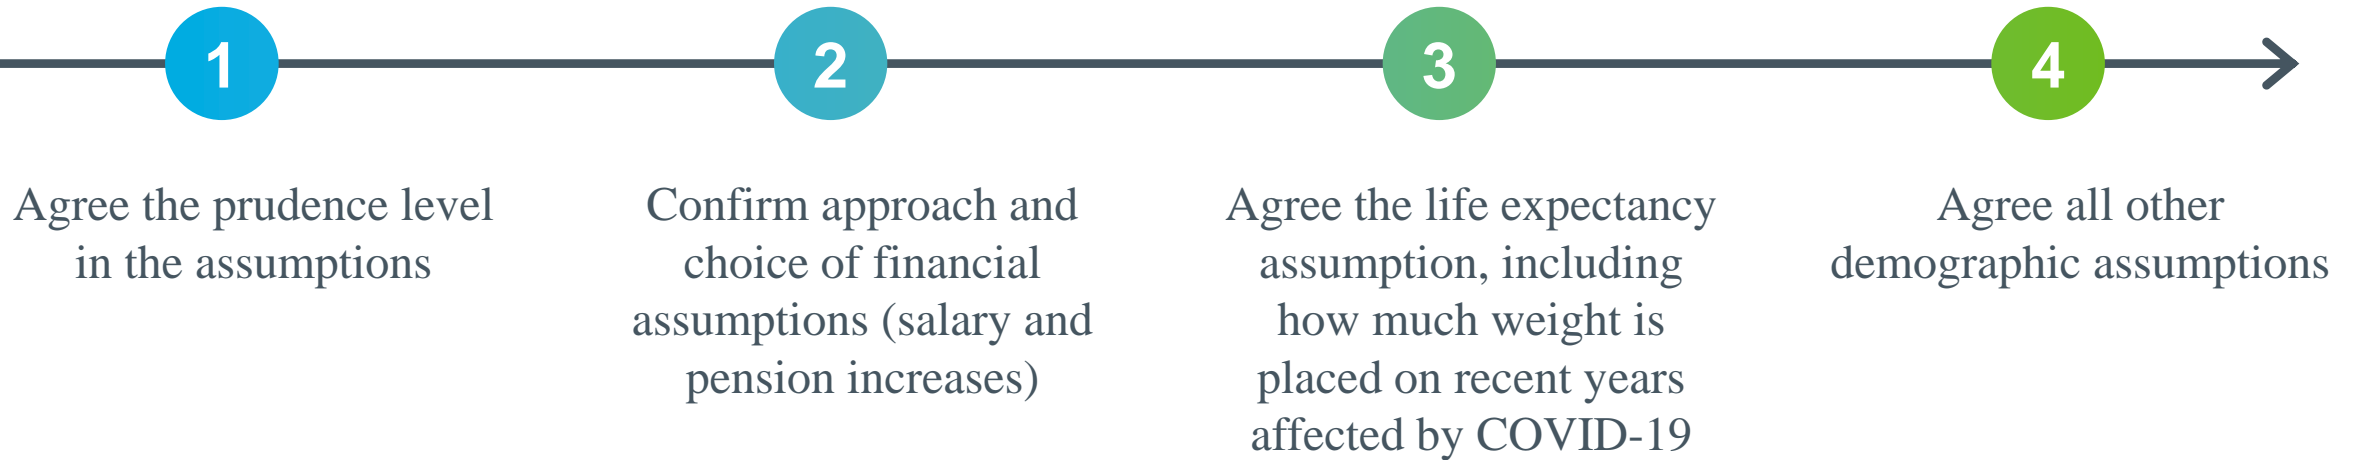 1
Agree the prudence level
in the assumptions
2
Confirm approach and
choice of financial
assumptions (salary and
pension increases)
3
Agree the life expectancy
assumption, including
how much weight is
placed on recent years
affected by COVID-19
4
Agree all other
demographic assumptions